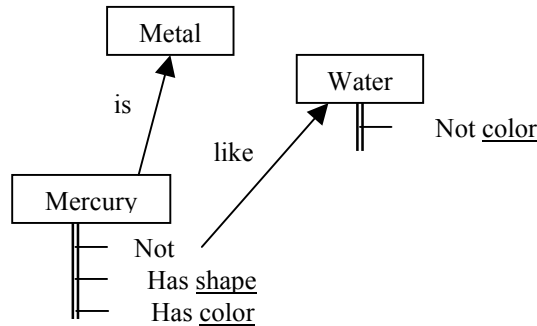 Metal
Water
is
Not color
like
Mercury
Not
Has shape
Has color